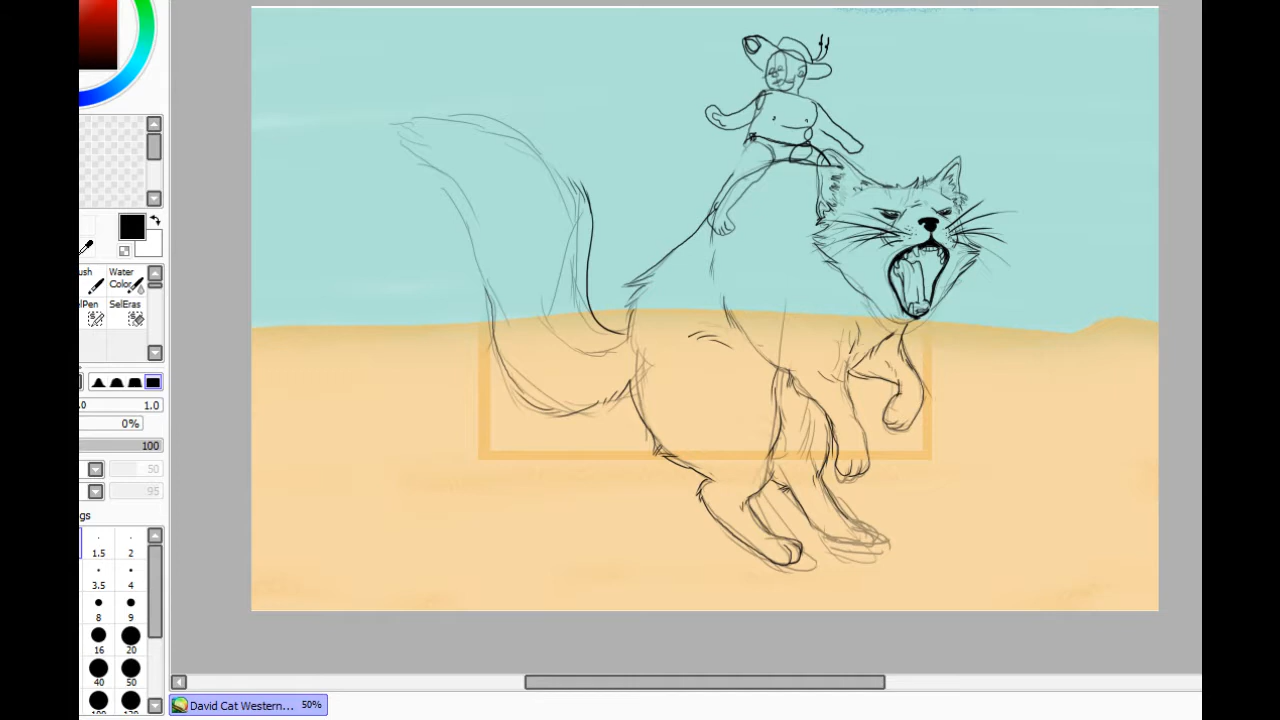 ush Water
Color
elPen SelEras
.0 1.0
0%
100
50
95
gs
1.5 2
3.5 4
8 9
16 20
40 50
David Cat Western... 50%